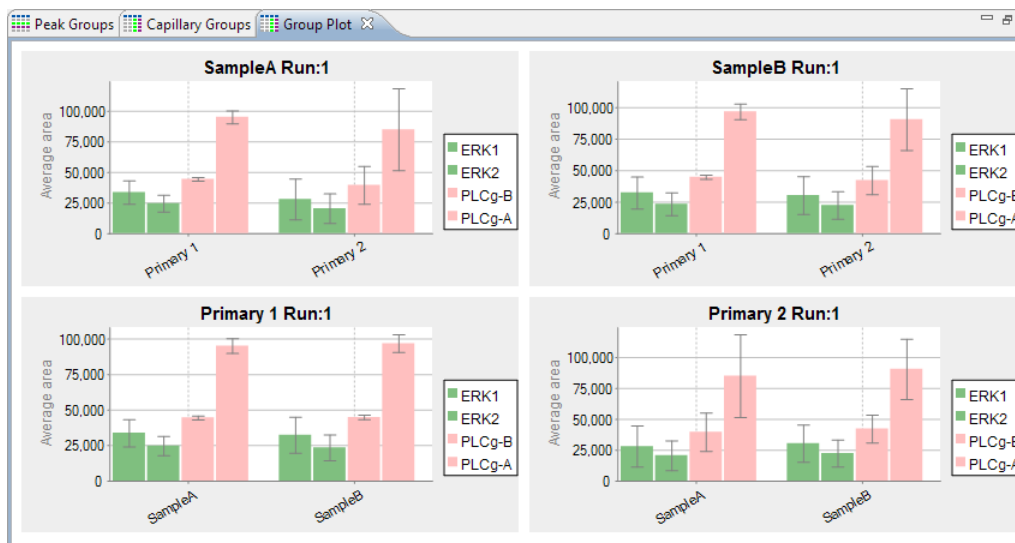 Peak Groups Capillary Groups Group Plot
SampleA Run:1
Average area
100,000
75,000
50,000
25,000
0
Primary 1
Primary 2
ERK1
ERK2
PLCg-B
PLCg-A
SampleB Run:1
Average area
100,000
75,000
50,000
25,000
0
Primary 1
Primary 2
ERK1
ERK2
PLCg-B
PLCg-A
Primary 1 Run:1
Average area
100,000
75,000
50,000
25,000
0
SampleA
SampleB
ERK1
ERK2
PLCg-B
PLCg-A
Primary 2 Run:1
Average area
100,000
75,000
50,000
25,000
0
SampleA
SampleB
ERK1
ERK2
PLCg-B
PLCg-A